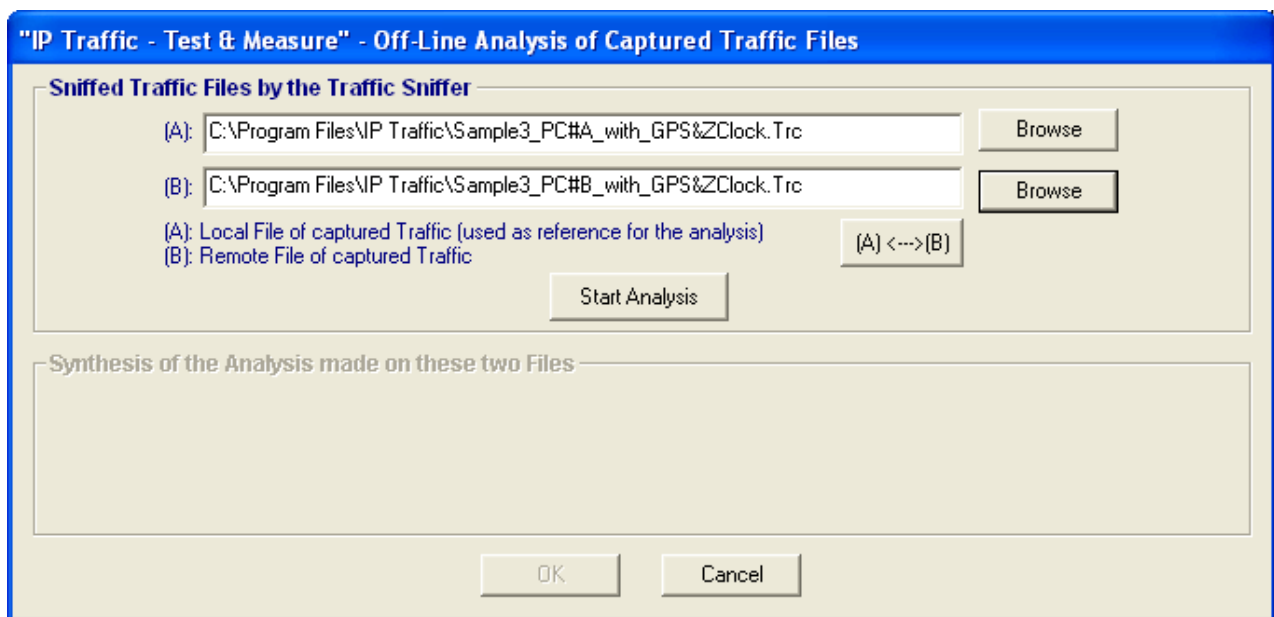 "IP Traffic - Test & Measure" - Off-Line Analysis of Captured Traffic Files
Sniffed Traffic Files by the Traffic Sniffer
(A): C:\Program Files\IP Traffic\Sample3_PC#A_with_GPS&ZClock.Trc Browse
(B): C:\Program Files\IP Traffic\Sample3_PC#B_with_GPS&ZClock.Trc Browse
(A): Local File of captured Traffic (used as reference for the analysis)
(B): Remote File of captured Traffic
(A) <--->(B)
Start Analysis
Synthesis of the Analysis made on these two Files
OK Cancel